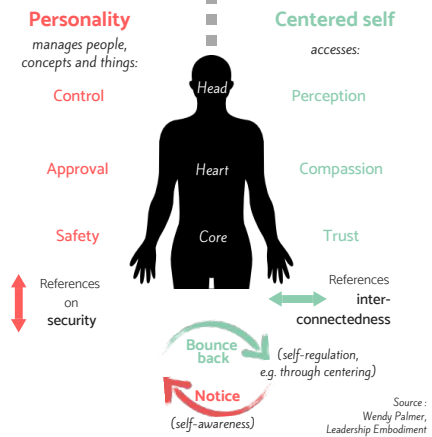 Personality
manages people,
concepts and things:
Control
Approval
Safety
References
on
security
Head
Heart
Core
Centered self
accesses:
Perception
Compassion
Trust
References
inter-
connectedness
Bounce
back
(self-regulation,
e.g. through centering)
Notice
(self-awareness)
Source :
Wendy Palmer,
Leadership Embodiment